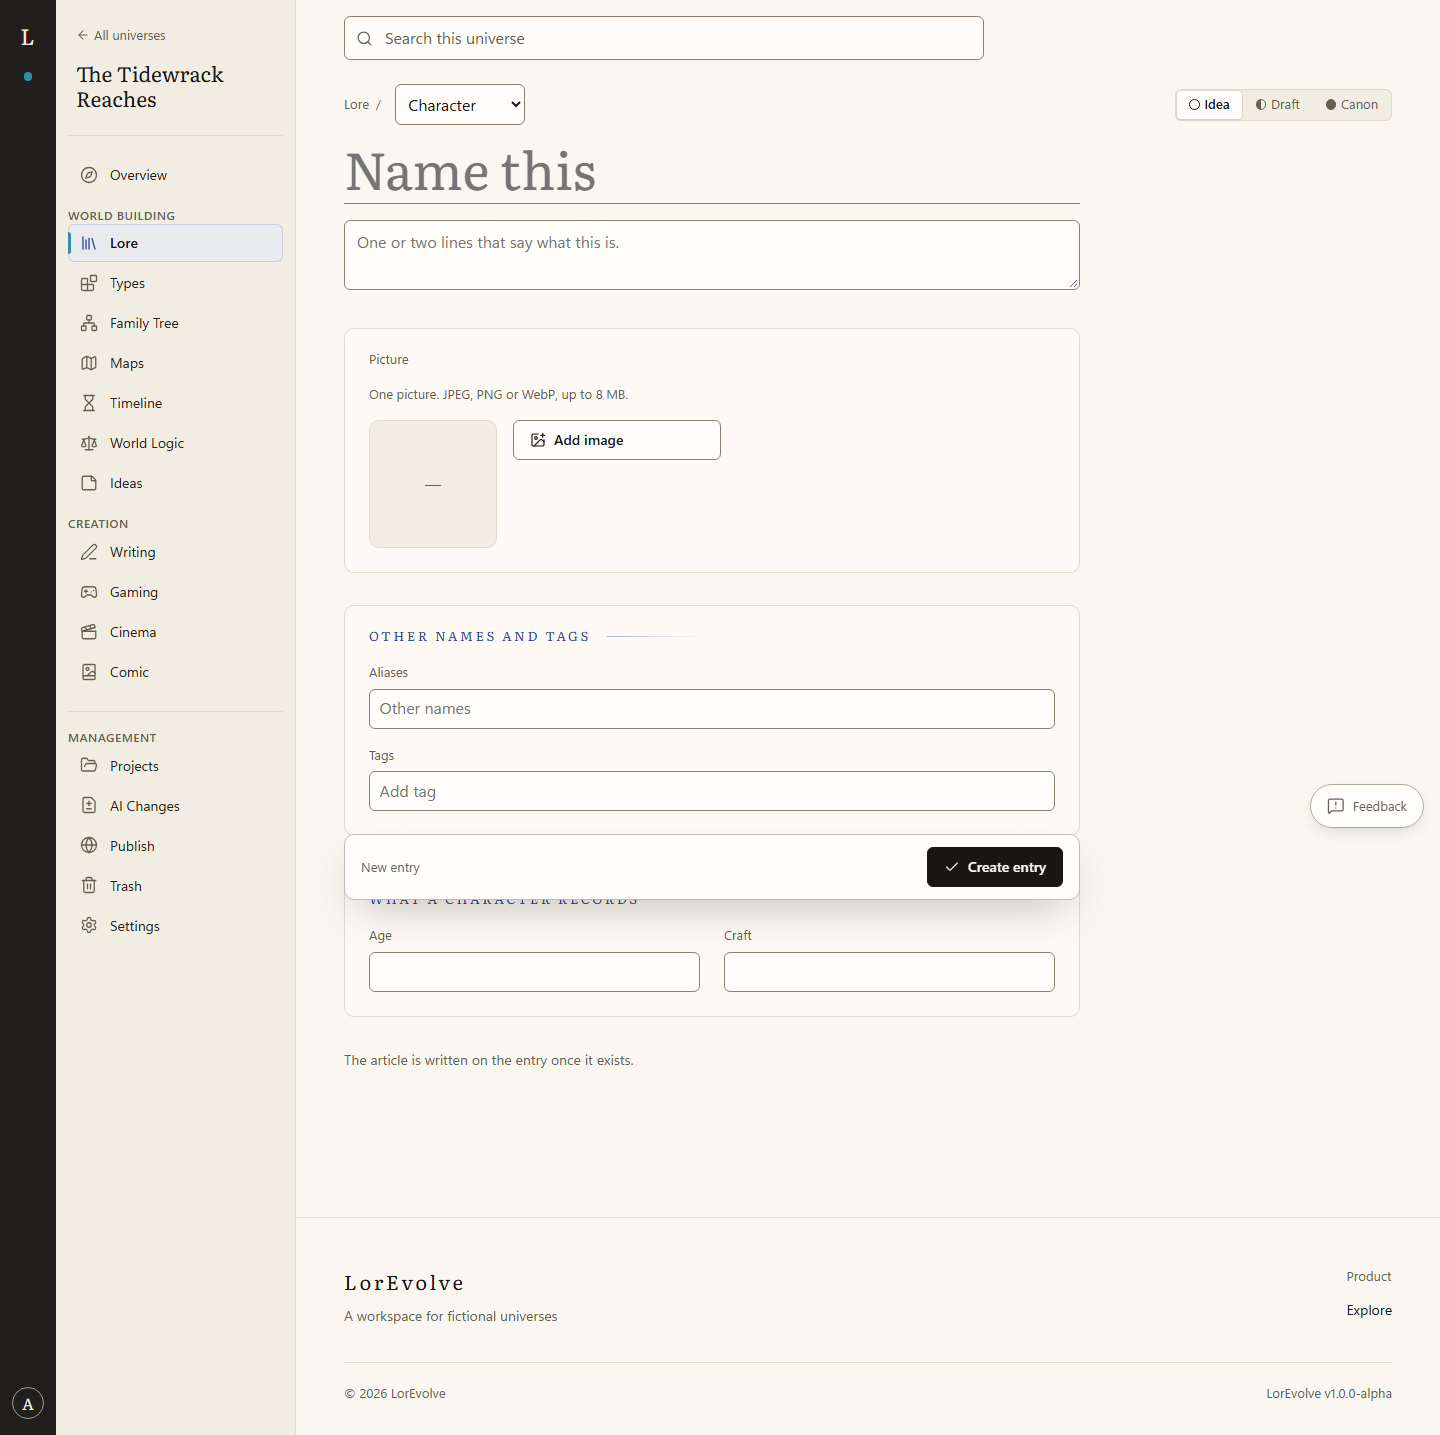 L
All universes
The Tidewrack
Reaches
Overview
WORLD BUILDING
Lore
Types
Family Tree
Maps
Timeline
World Logic
Ideas
CREATION
Writing
Gaming
Cinema
Comic
MANAGEMENT
Projects
AI Changes
Publish
Trash
Settings
A
Search this universe
Lore / Character
Idea Draft Canon
Name this
One or two lines that say what this is.
Picture
One picture. JPEG, PNG or WebP, up to 8 MB.
— Add image
OTHER NAMES AND TAGS
Aliases
Other names
Tags
Add tag
Feedback
New entry Create entry
WHAT A CHARACTER RECORDS
Age Craft
The article is written on the entry once it exists.
LorEvolve
A workspace for fictional universes
Product
Explore
© 2026 LorEvolve
LorEvolve v1.0.0-alpha